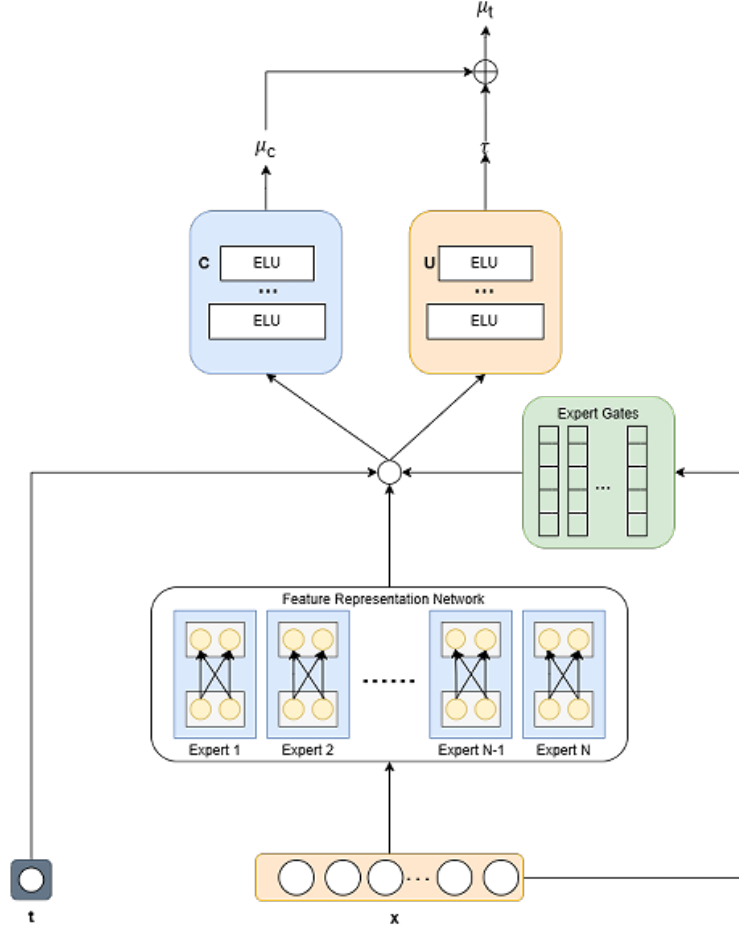 μt
μc
τ
C
ELU
...
ELU
U
ELU
...
ELU
Expert Gates
...
Feature Representation Network
......
Expert 1
Expert 2
Expert N-1
Expert N
...
t
x